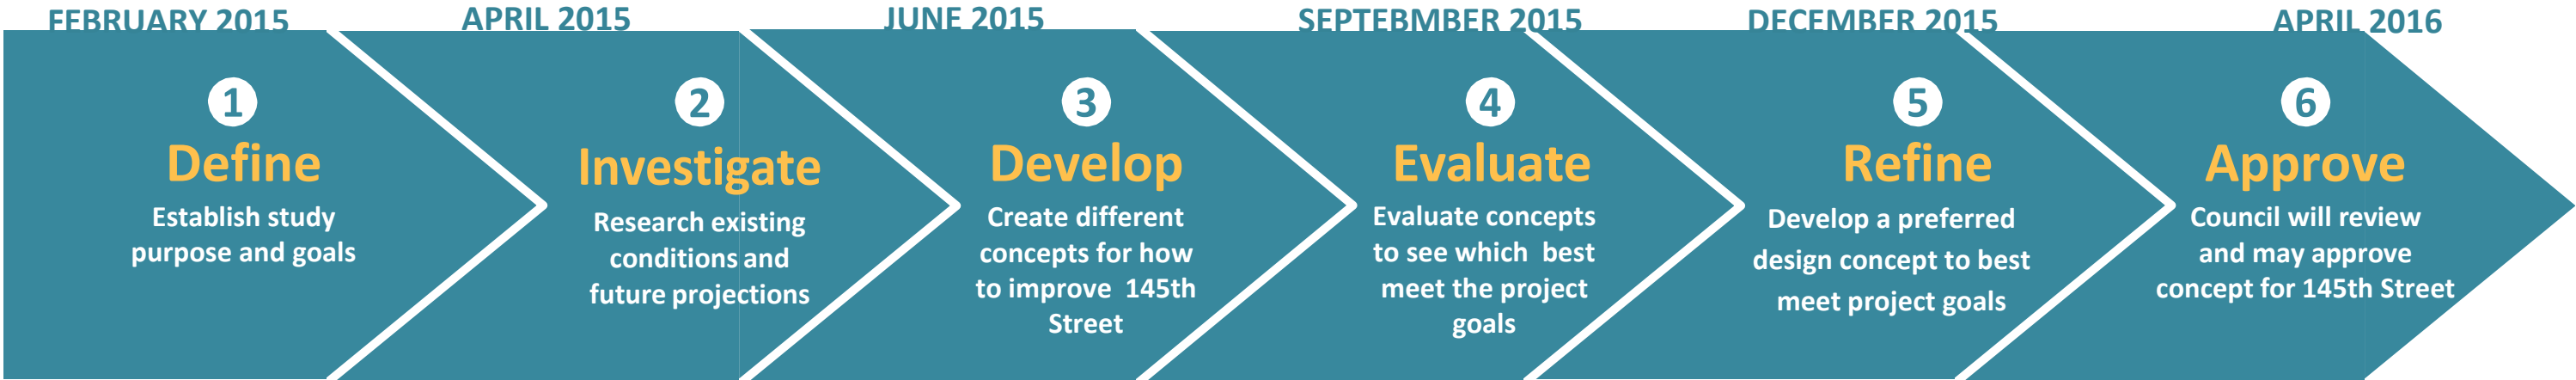 FEBRUARY 2015
APRIL 2015
JUNE 2015
SEPTEBMBER 2015
DECEMBER 2015
APRIL 2016
1
Define
Establish study
purpose and goals
2
Investigate
Research existing
conditions and
future projections
3
Develop
Create different
concepts for how
to improve 145th
Street
4
Evaluate
Evaluate concepts
to see which best
meet the project
goals
5
Refine
Develop a preferred
design concept to best
meet project goals
6
Approve
Council will review
and may approve
concept for 145th Street